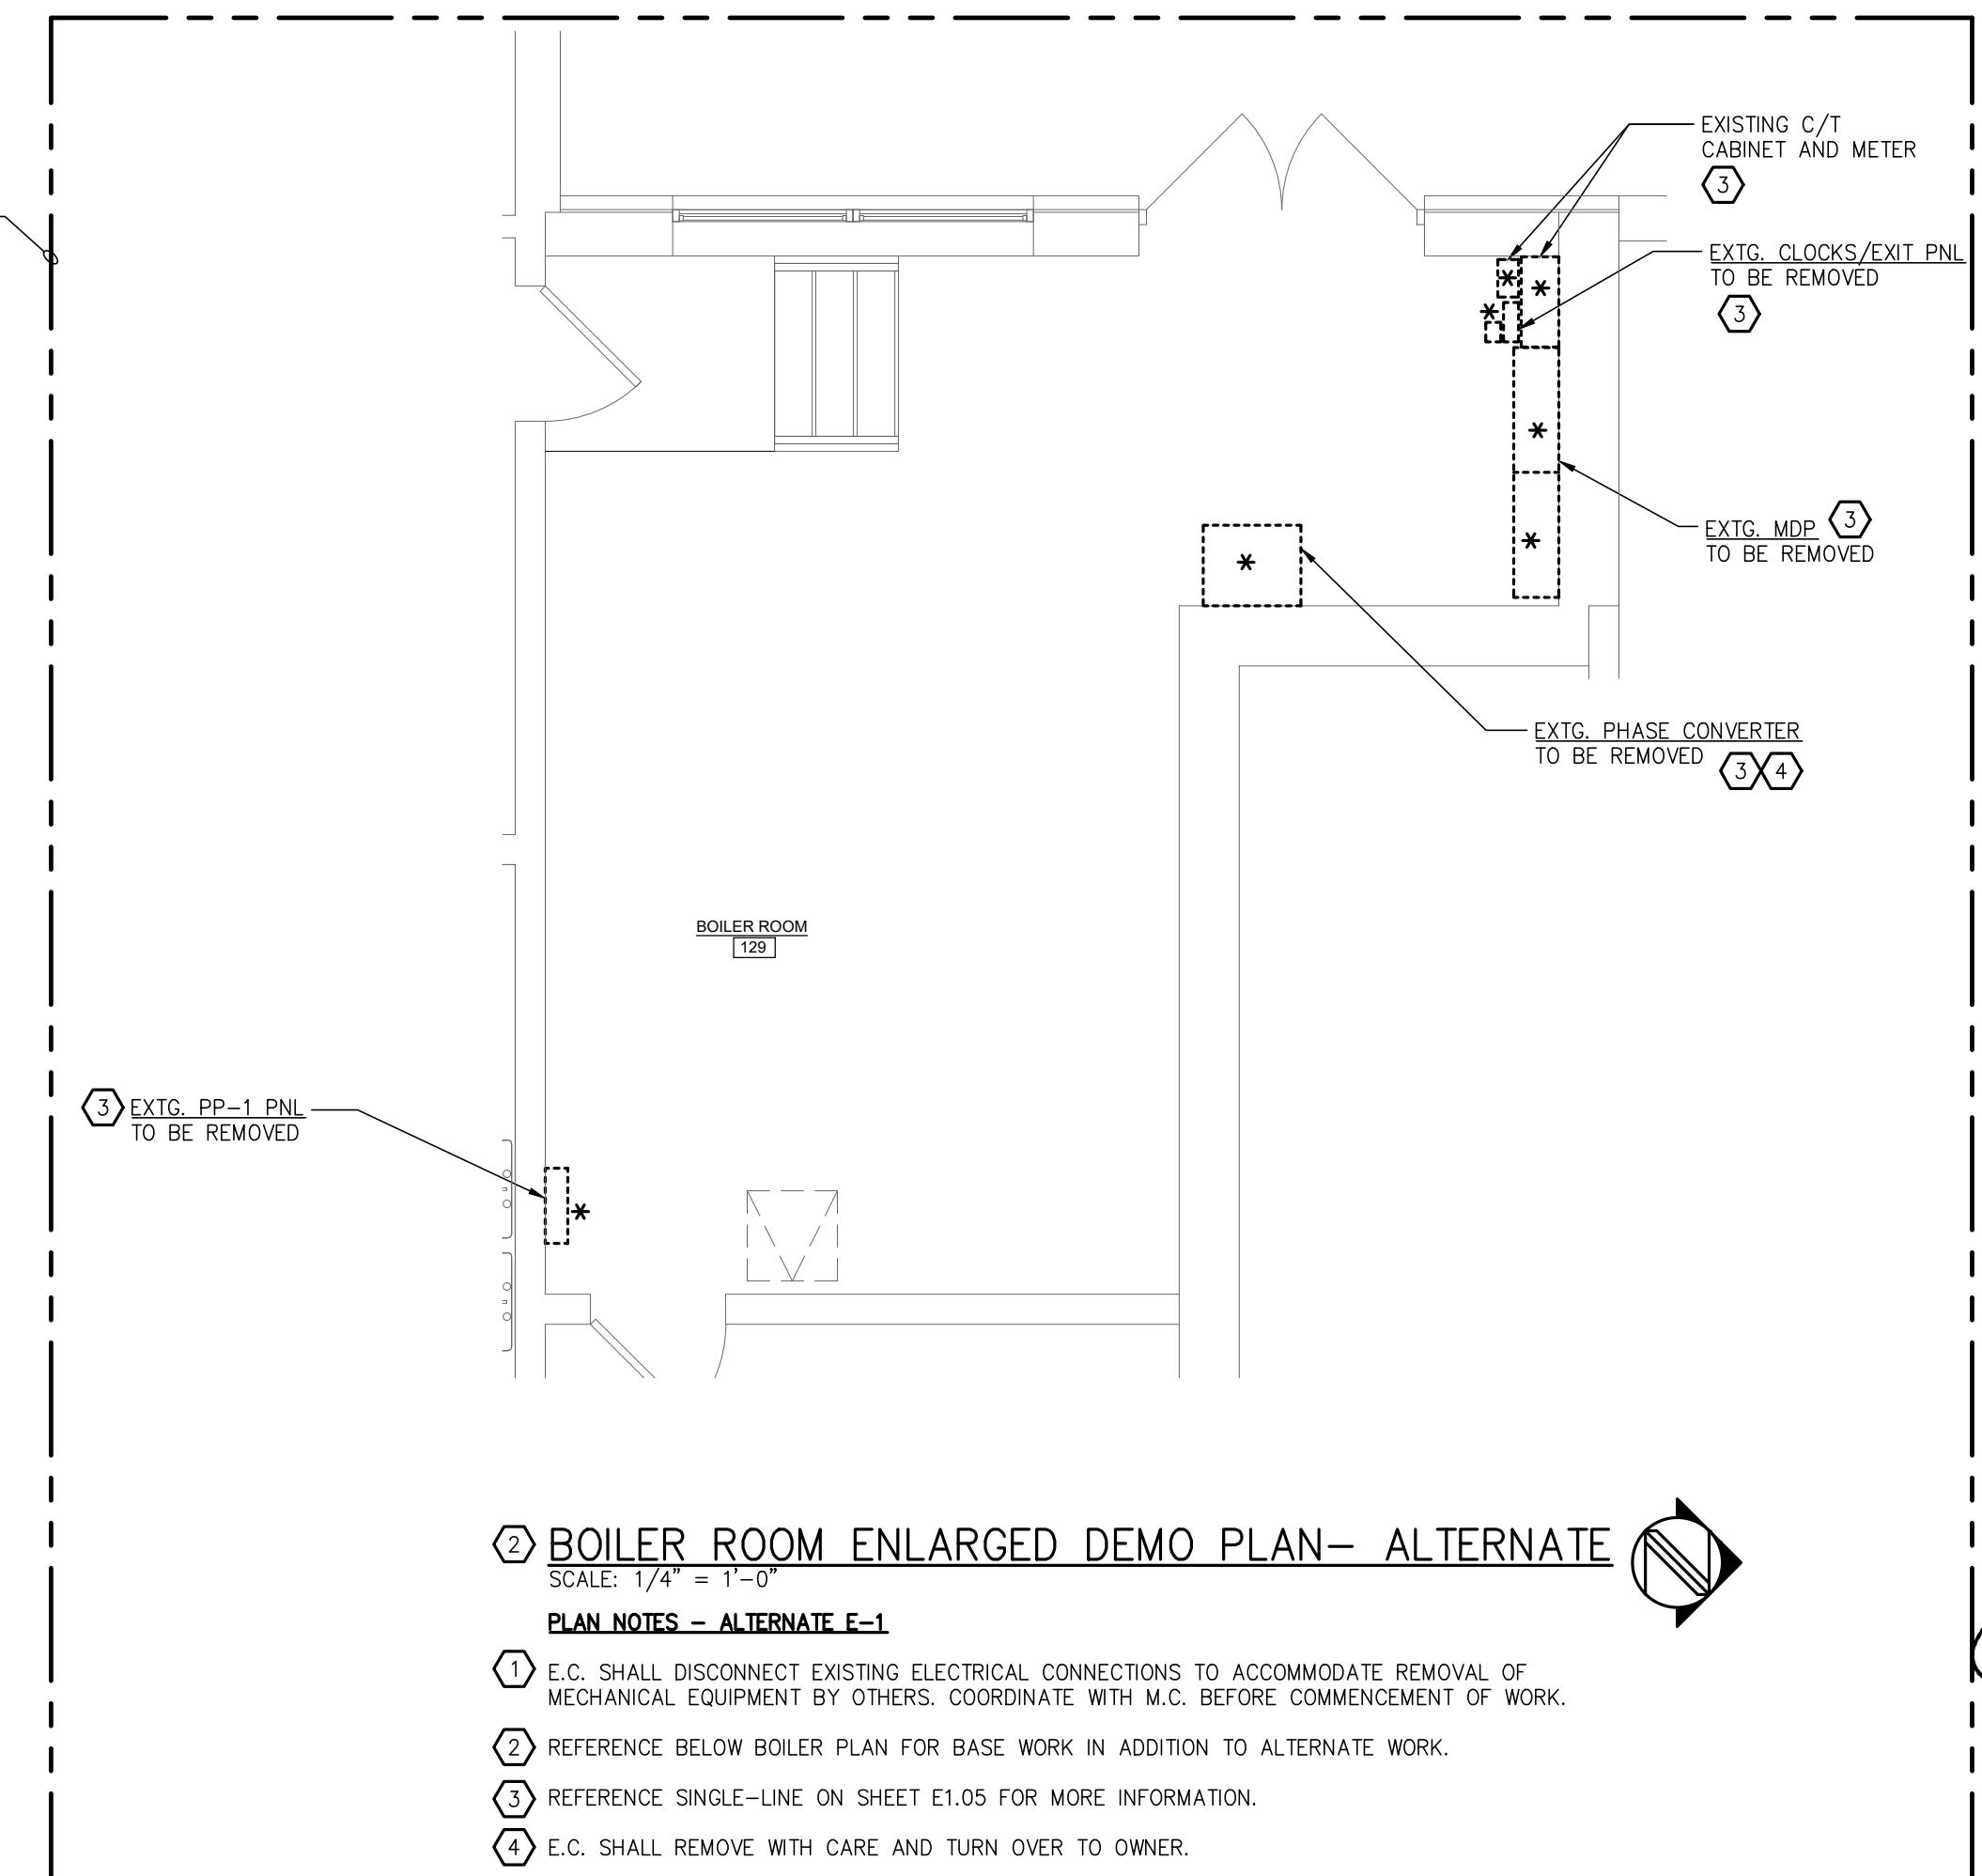 EXISTING C/T
CABINET AND METER
3
EXTG. CLOCKS/EXIT PNL
TO BE REMOVED
3
EXTG. MDP 3
TO BE REMOVED
EXTG. PHASE CONVERTER
TO BE REMOVED 3 4
BOILER ROOM
129
3 EXTG. PP-1 PNL
TO BE REMOVED
2 BOILER ROOM ENLARGED DEMO PLAN- ALTERNATE
SCALE: 1/4" = 1'-0"
PLAN NOTES - ALTERNATE E-1
1 E.C. SHALL DISCONNECT EXISTING ELECTRICAL CONNECTIONS TO ACCOMMODATE REMOVAL OF
MECHANICAL EQUIPMENT BY OTHERS. COORDINATE WITH M.C. BEFORE COMMENCEMENT OF WORK.
2 REFERENCE BELOW BOILER PLAN FOR BASE WORK IN ADDITION TO ALTERNATE WORK.
3 REFERENCE SINGLE-LINE ON SHEET E1.05 FOR MORE INFORMATION.
4 E.C. SHALL REMOVE WITH CARE AND TURN OVER TO OWNER.